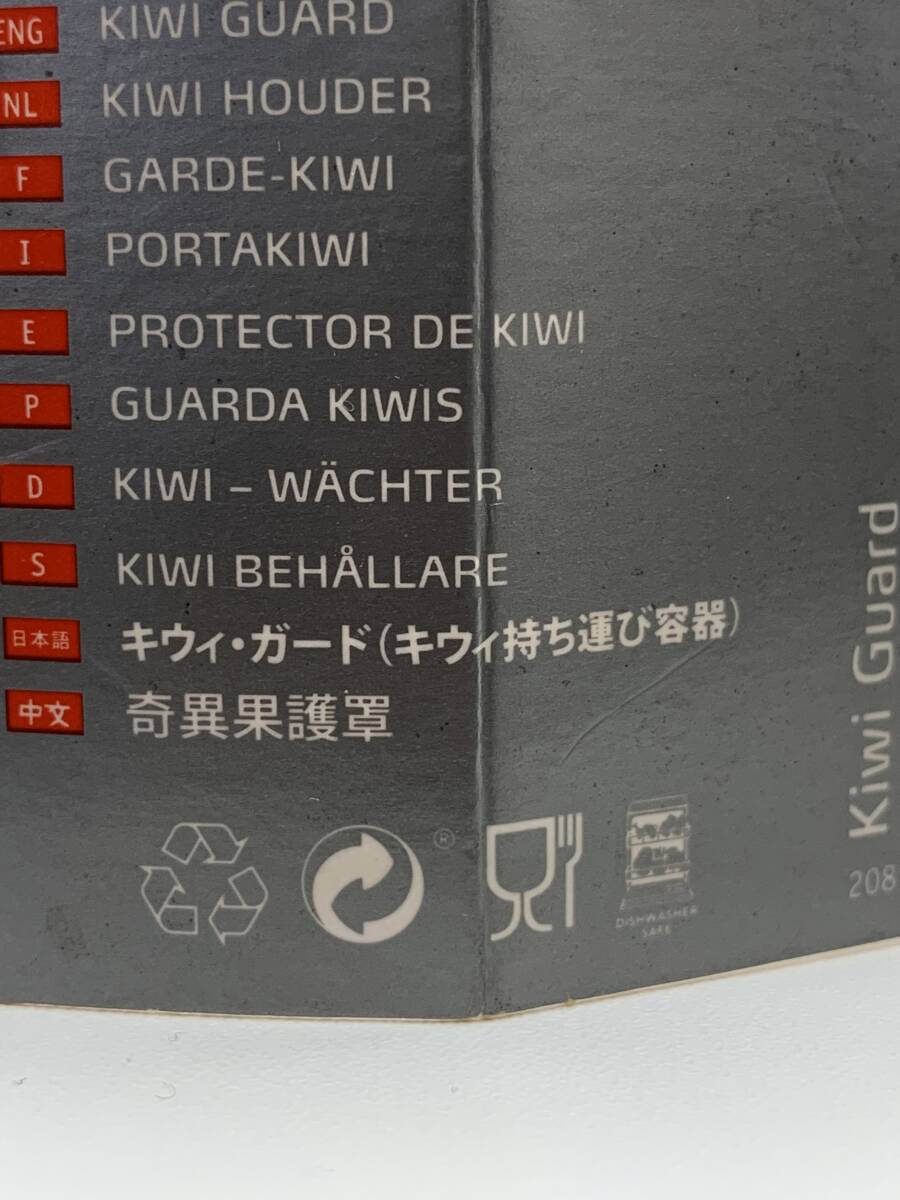 ENG KIWI GUARD
NL KIWI HOUDER
F GARDE-KIWI
I PORTAKIWI
E PROTECTOR DE KIWI
P GUARDA KIWIS
D KIWI – WÄCHTER
S KIWI BEHÅLLARE
日本語 キウィ・ガード(キウィ持ち運び容器)
中文 奇異果護罩
®
DISHWASHER
SAFE
Kiwi Guard
208